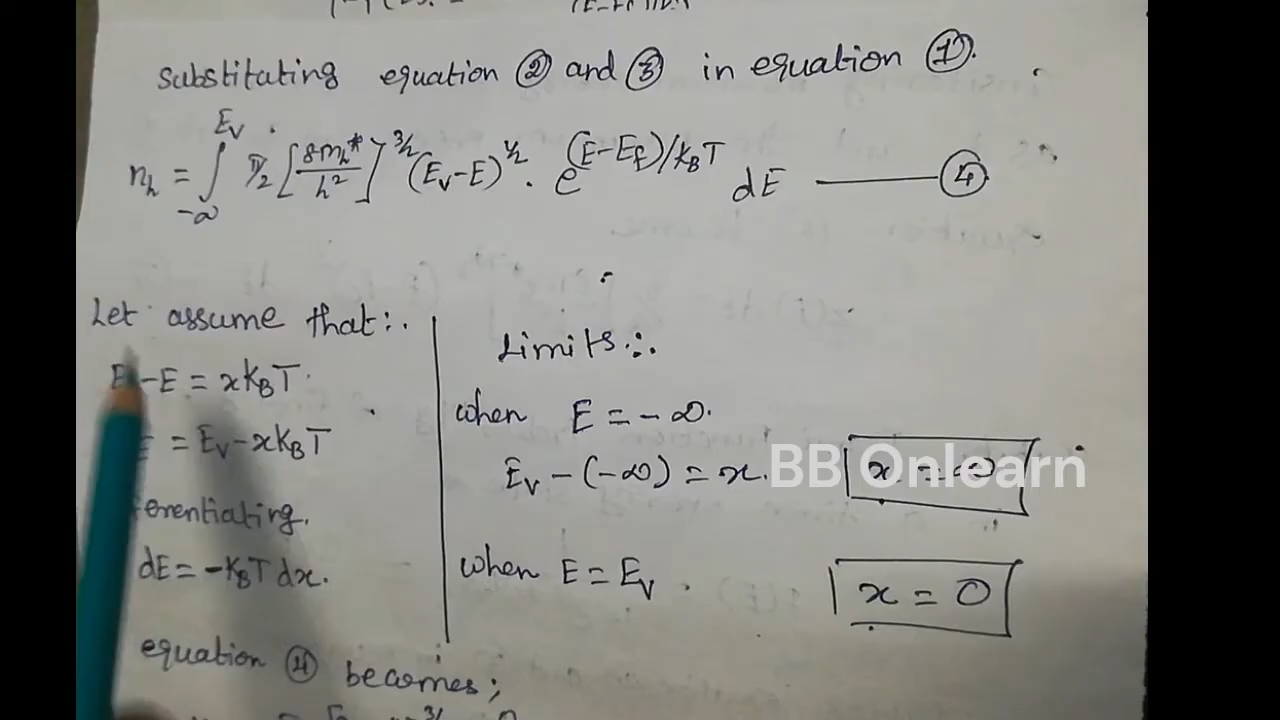 substitating equation ② and ③ in equation ①.
n_h = ∫_{-∞}^{E_v} π/2 [8m_h*/h²]^{3/2} (E_v-E)^{1/2} . e^{(E-E_f)/k_BT} dE —— ④
Let assume that:.
-E = xk_BT.
= E_v-xk_BT
ferentiating.
dE = -k_BT dx.
Limits:.
when E = -∞.
E_v-(-∞) = x.
x = ∞
when E = E_v.
x = 0
BB Onlearn
equation ④ becomes;